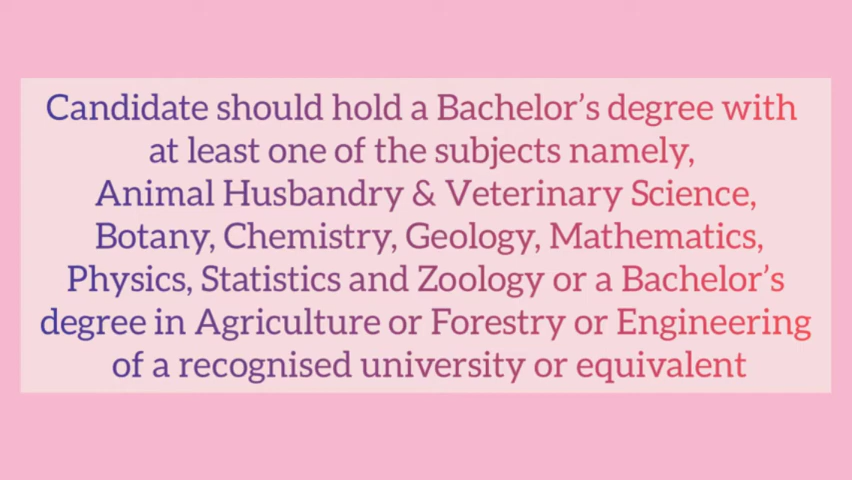 Candidate should hold a Bachelor’s degree with
at least one of the subjects namely,
Animal Husbandry & Veterinary Science,
Botany, Chemistry, Geology, Mathematics,
Physics, Statistics and Zoology or a Bachelor’s
degree in Agriculture or Forestry or Engineering
of a recognised university or equivalent